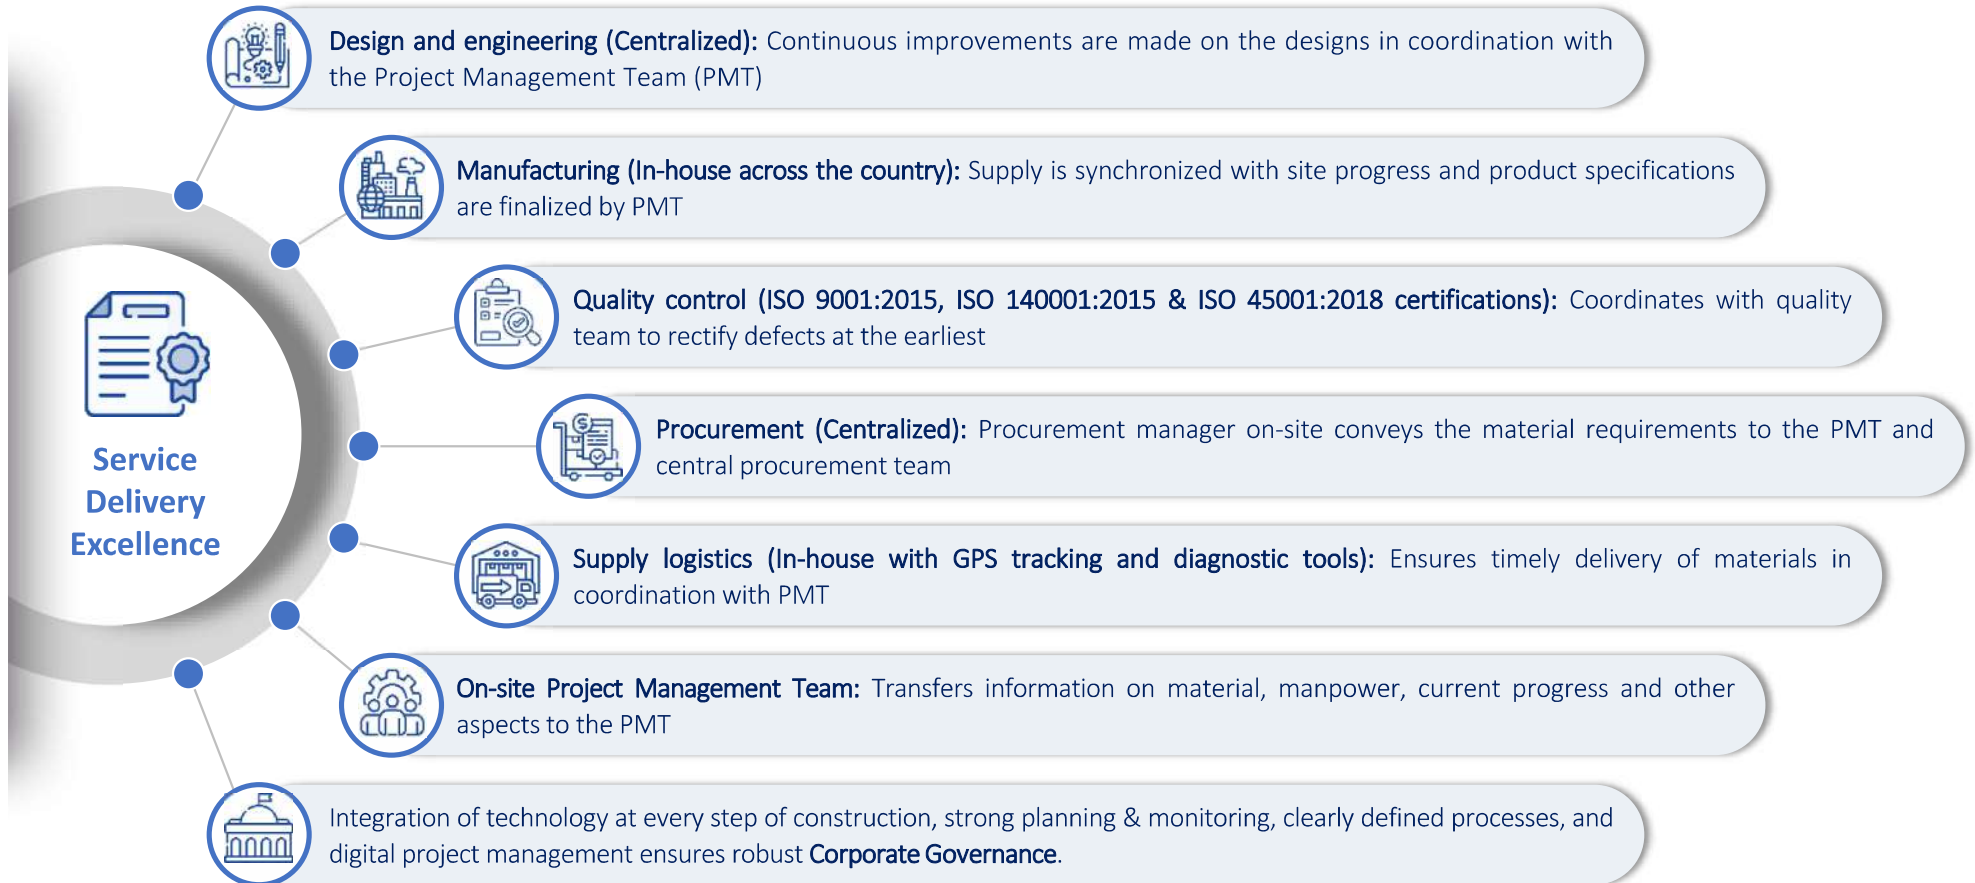 Design and engineering (Centralized): Continuous improvements are made on the designs in coordination with
the Project Management Team (PMT)
Manufacturing (In-house across the country): Supply is synchronized with site progress and product specifications
are finalized by PMT
Quality control (ISO 9001:2015, ISO 140001:2015 & ISO 45001:2018 certifications): Coordinates with quality
team to rectify defects at the earliest
Procurement (Centralized): Procurement manager on-site conveys the material requirements to the PMT and
central procurement team
Service
Delivery
Excellence
Supply logistics (In-house with GPS tracking and diagnostic tools): Ensures timely delivery of materials in
coordination with PMT
On-site Project Management Team: Transfers information on material, manpower, current progress and other
aspects to the PMT
Integration of technology at every step of construction, strong planning & monitoring, clearly defined processes, and
digital project management ensures robust Corporate Governance.